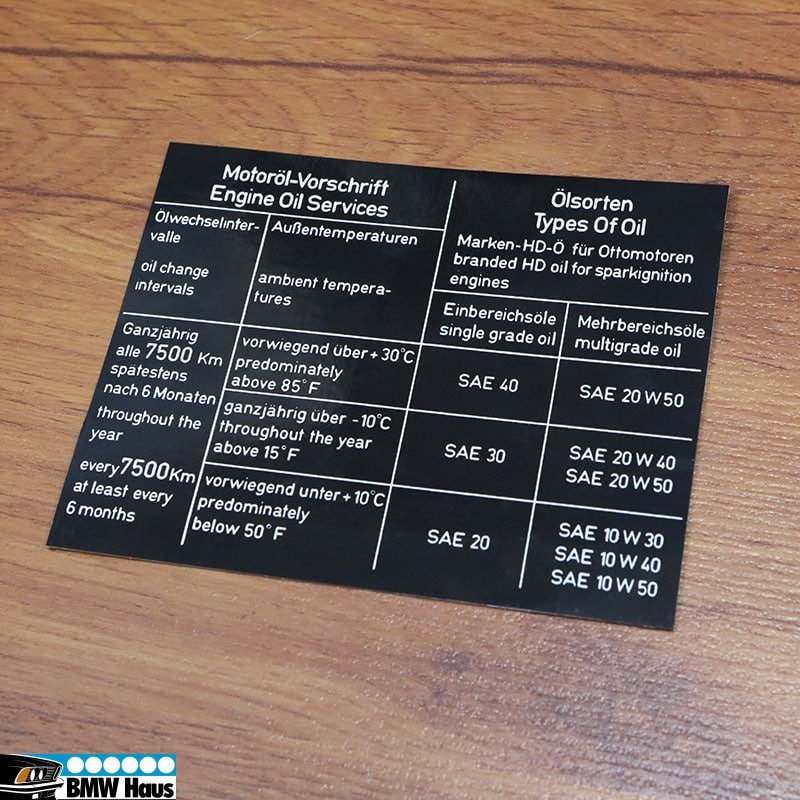 Motoröl-Vorschrift
Engine Oil Services
Ölwechselinter-
valle
oil change
intervals
Außentemperaturen
ambient tempera-
tures
Ölsorten
Types Of Oil
Marken-HD-Ö für Ottomotoren
branded HD oil for sparkignition
engines
Einbereichsöle
single grade oil
Mehrbereichsöle
multigrade oil
Ganzjährig
alle 7500 Km
spätestens
nach 6 Monaten
throughout the
year
every 7500 Km
at least every
6 months
vorwiegend über +30°C
predominately
above 85°F
SAE 40
SAE 20 W 50
ganzjährig über -10°C
throughout the year
above 15°F
SAE 30
SAE 20 W 40
SAE 20 W 50
vorwiegend unter +10°C
predominately
below 50°F
SAE 20
SAE 10 W 30
SAE 10 W 40
SAE 10 W 50
BMW Haus